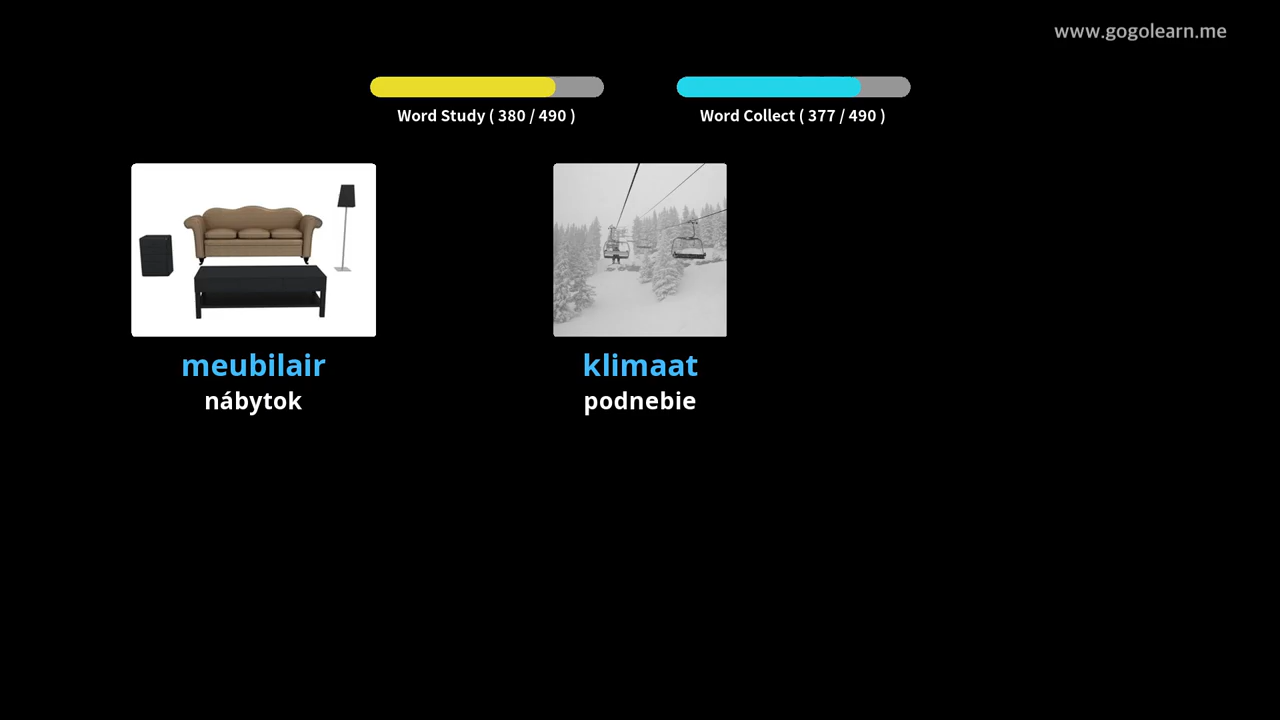 www.gogolearn.me
Word Study ( 380 / 490 )
Word Collect ( 377 / 490 )
meubilair
nábytok
klimaat
podnebie